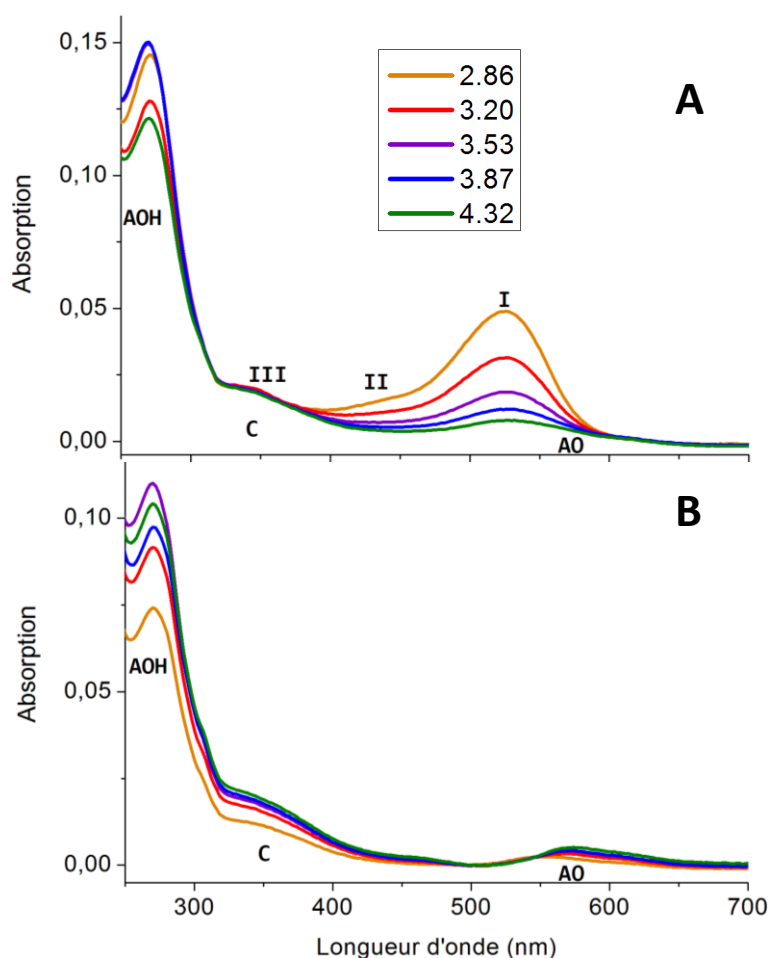 0,15
2.86
A
3.20
3.53
0,10
3.87
AOH
4.32
Absorption
I
0,05
III
II
C
0,00
AO
B
0,10
Absorption
AOH
0,05
C
0,00
AO
300
400
500
600
700
Longueur d'onde (nm)